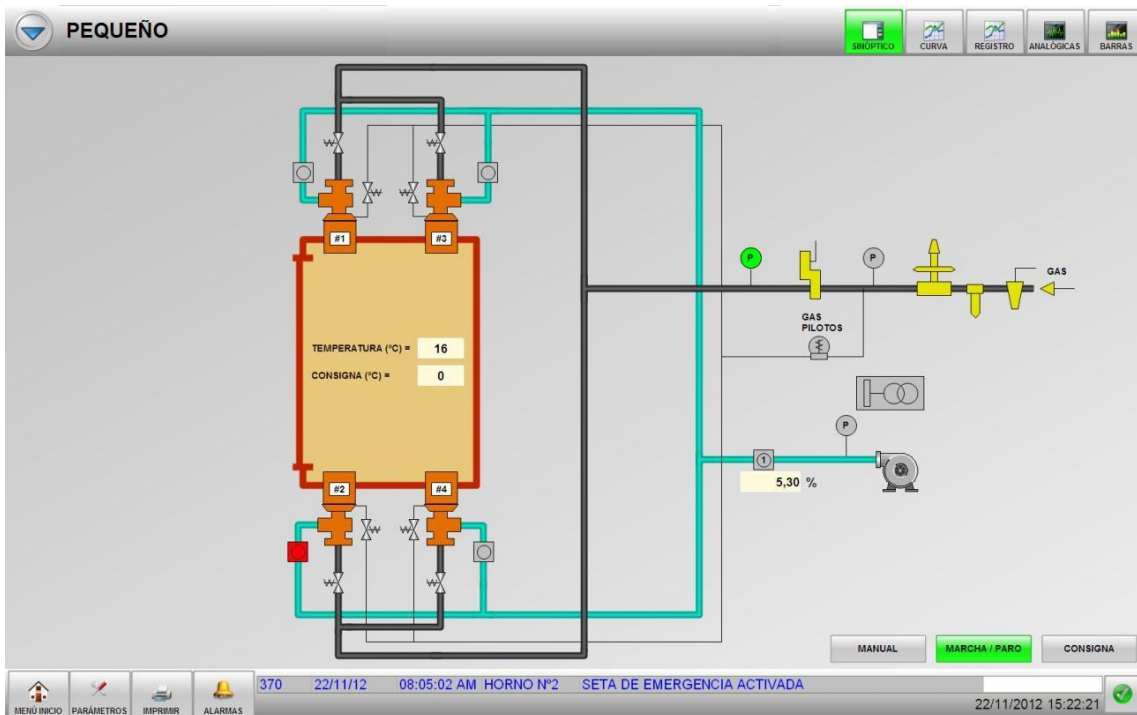 PEQUEÑO
SINÓPTICO
CURVA
REGISTRO
ANALÓGICAS
BARRAS
#1
#3
P
P
GAS
GAS
PILOTOS
TEMPERATURA (ºC) = 16
CONSIGNA (ºC) = 0
P
1
5,30 %
#2
#4
MANUAL
MARCHA / PARO
CONSIGNA
370 22/11/12 08:05:02 AM HORNO Nº2 SETA DE EMERGENCIA ACTIVADA
MENÚ INICIO
PARÁMETROS
IMPRIMIR
ALARMAS
22/11/2012 15:22:21